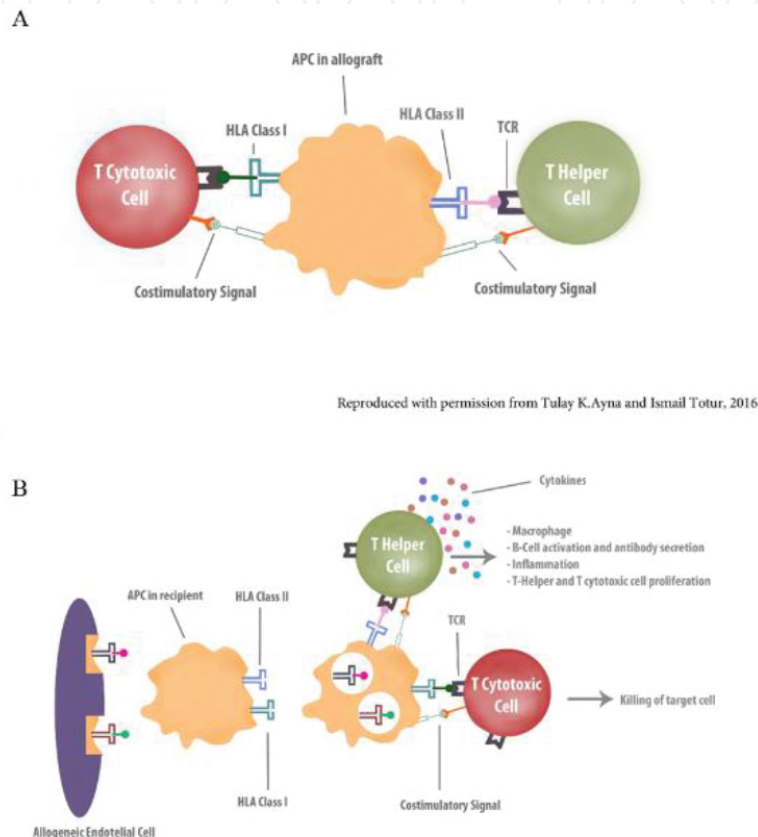 A
APC in allograft
HLA Class I
HLA Class II
TCR
T Cytotoxic
Cell
T Helper
Cell
Costimulatory Signal
Costimulatory Signal
Reproduced with permission from Tulay K.Ayna and Ismail Totur, 2016
B
Cytokines
T Helper
Cell
- Macrophage
- B-Cell activation and antibody secretion
- Inflammation
- T-Helper and T cytotoxic cell proliferation
APC in recipient
HLA Class II
TCR
T Cytotoxic
Cell
Killing of target cell
HLA Class I
Costimulatory Signal
Allogeneic Endotelial Cell